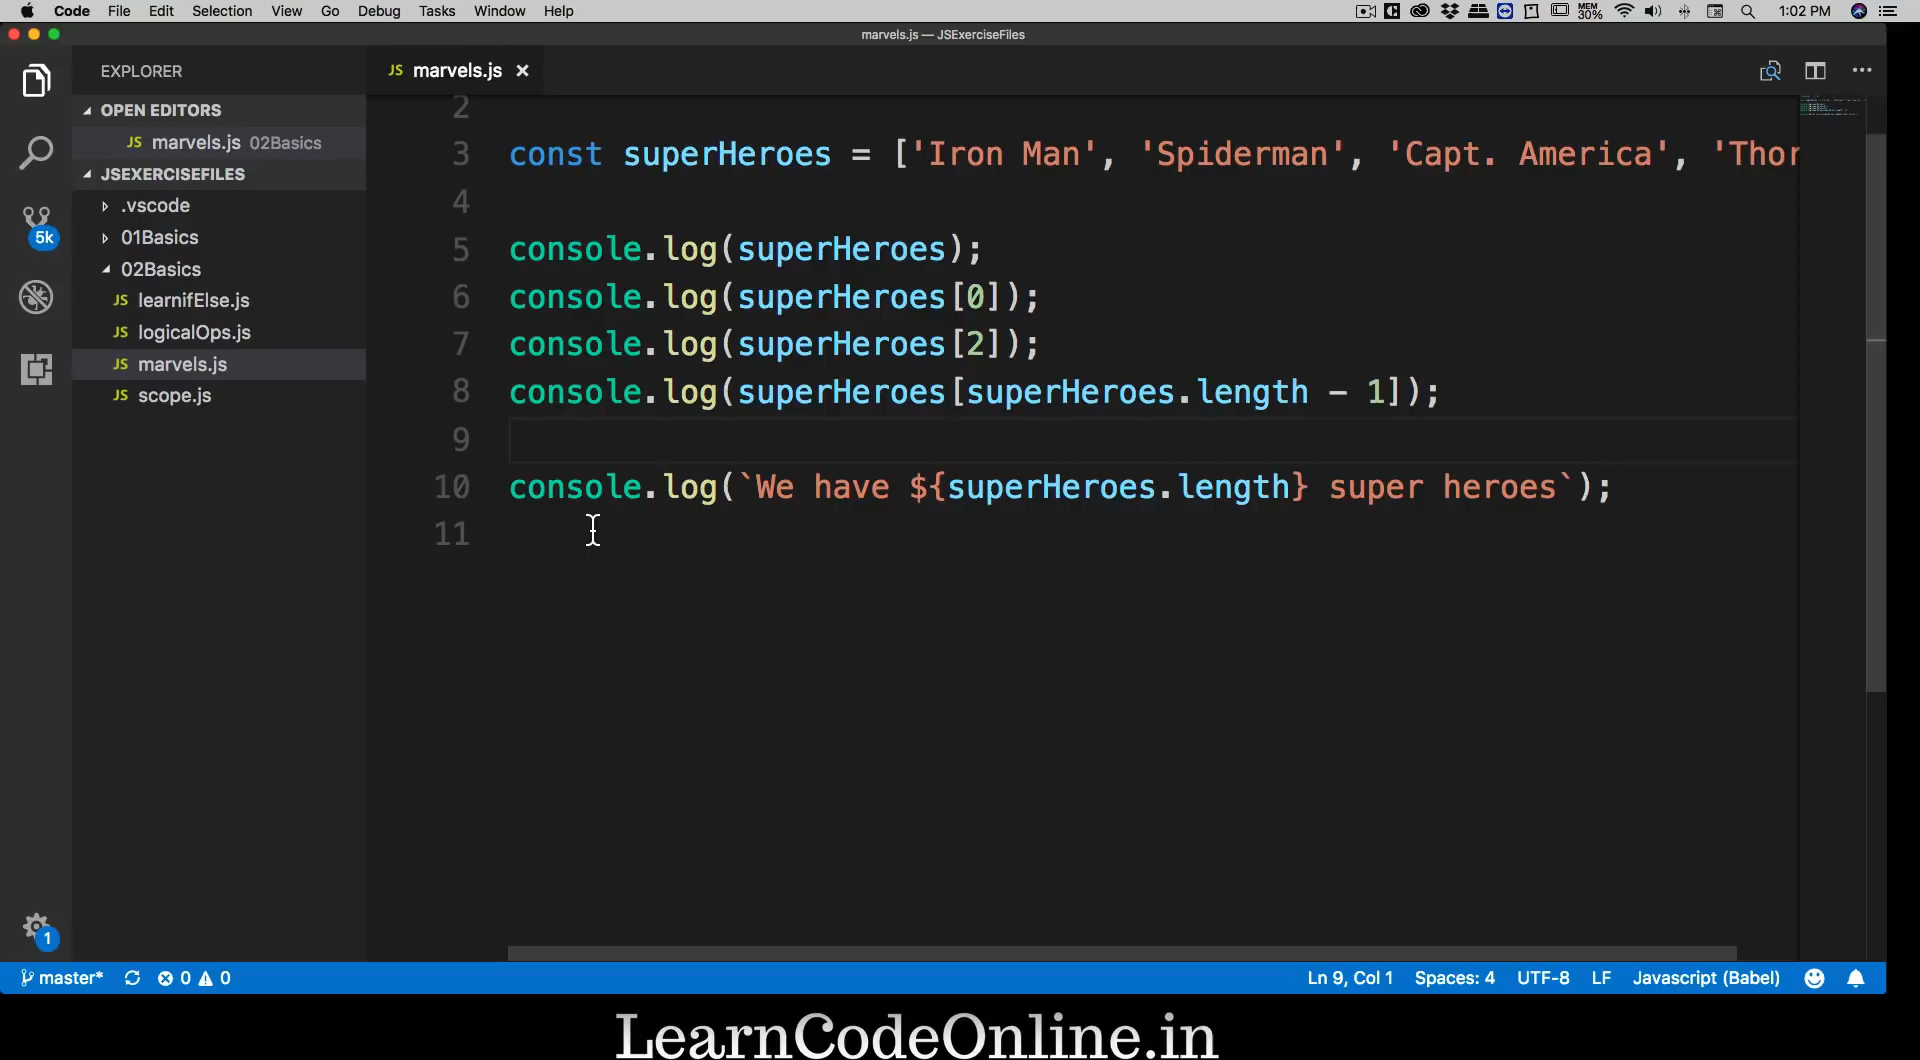 Code File Edit Selection View Go Debug Tasks Window Help MEM 30% 1:02 PM
marvels.js — JSExerciseFiles
EXPLORER
JS marvels.js
OPEN EDITORS
JS marvels.js 02Basics
JSEXERCISEFILES
.vscode
01Basics
5k
02Basics
JS learnifElse.js
JS logicalOps.js
JS marvels.js
JS scope.js
2
3 const superHeroes = ['Iron Man', 'Spiderman', 'Capt. America', 'Thor
4
5 console.log(superHeroes);
6 console.log(superHeroes[0]);
7 console.log(superHeroes[2]);
8 console.log(superHeroes[superHeroes.length - 1]);
9
10 console.log(`We have ${superHeroes.length} super heroes`);
11
1
master* 0 0 Ln 9, Col 1 Spaces: 4 UTF-8 LF Javascript (Babel)
LearnCodeOnline.in